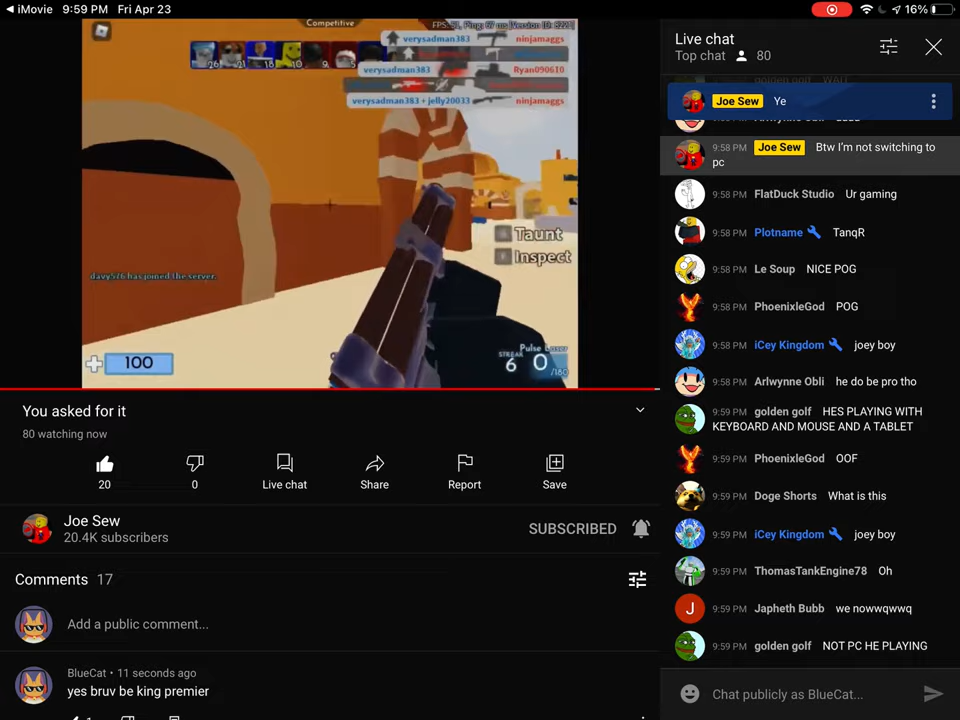 iMovie 9:59 PM Fri Apr 23 16%
Competitive
verysadman383 ninjamaggs
verysadman383 Ryan090610
verysadman383 + jelly20033 ninjamaggs
Taunt
Inspect
davy576 has joined the server.
100
STREAK
6
Pulse Laser
0 /180
You asked for it
80 watching now
20
0
Live chat
Share
Report
Save
Joe Sew
20.4K subscribers
SUBSCRIBED
Comments 17
Add a public comment...
BlueCat • 11 seconds ago
yes bruv be king premier
Live chat
Top chat 80
golden golf WAIT
Joe Sew Ye
9:58 PM Joe Sew Btw I'm not switching to
pc
9:58 PM FlatDuck Studio Ur gaming
9:58 PM Plotname TanqR
9:58 PM Le Soup NICE POG
9:58 PM PhoenixleGod POG
9:58 PM iCey Kingdom joey boy
9:58 PM Arlwynne Obli he do be pro tho
9:59 PM golden golf HES PLAYING WITH
KEYBOARD AND MOUSE AND A TABLET
9:59 PM PhoenixleGod OOF
9:59 PM Doge Shorts What is this
9:59 PM iCey Kingdom joey boy
9:59 PM ThomasTankEngine78 Oh
J
9:59 PM Japheth Bubb we nowwqwwq
9:59 PM golden golf NOT PC HE PLAYING
Chat publicly as BlueCat...